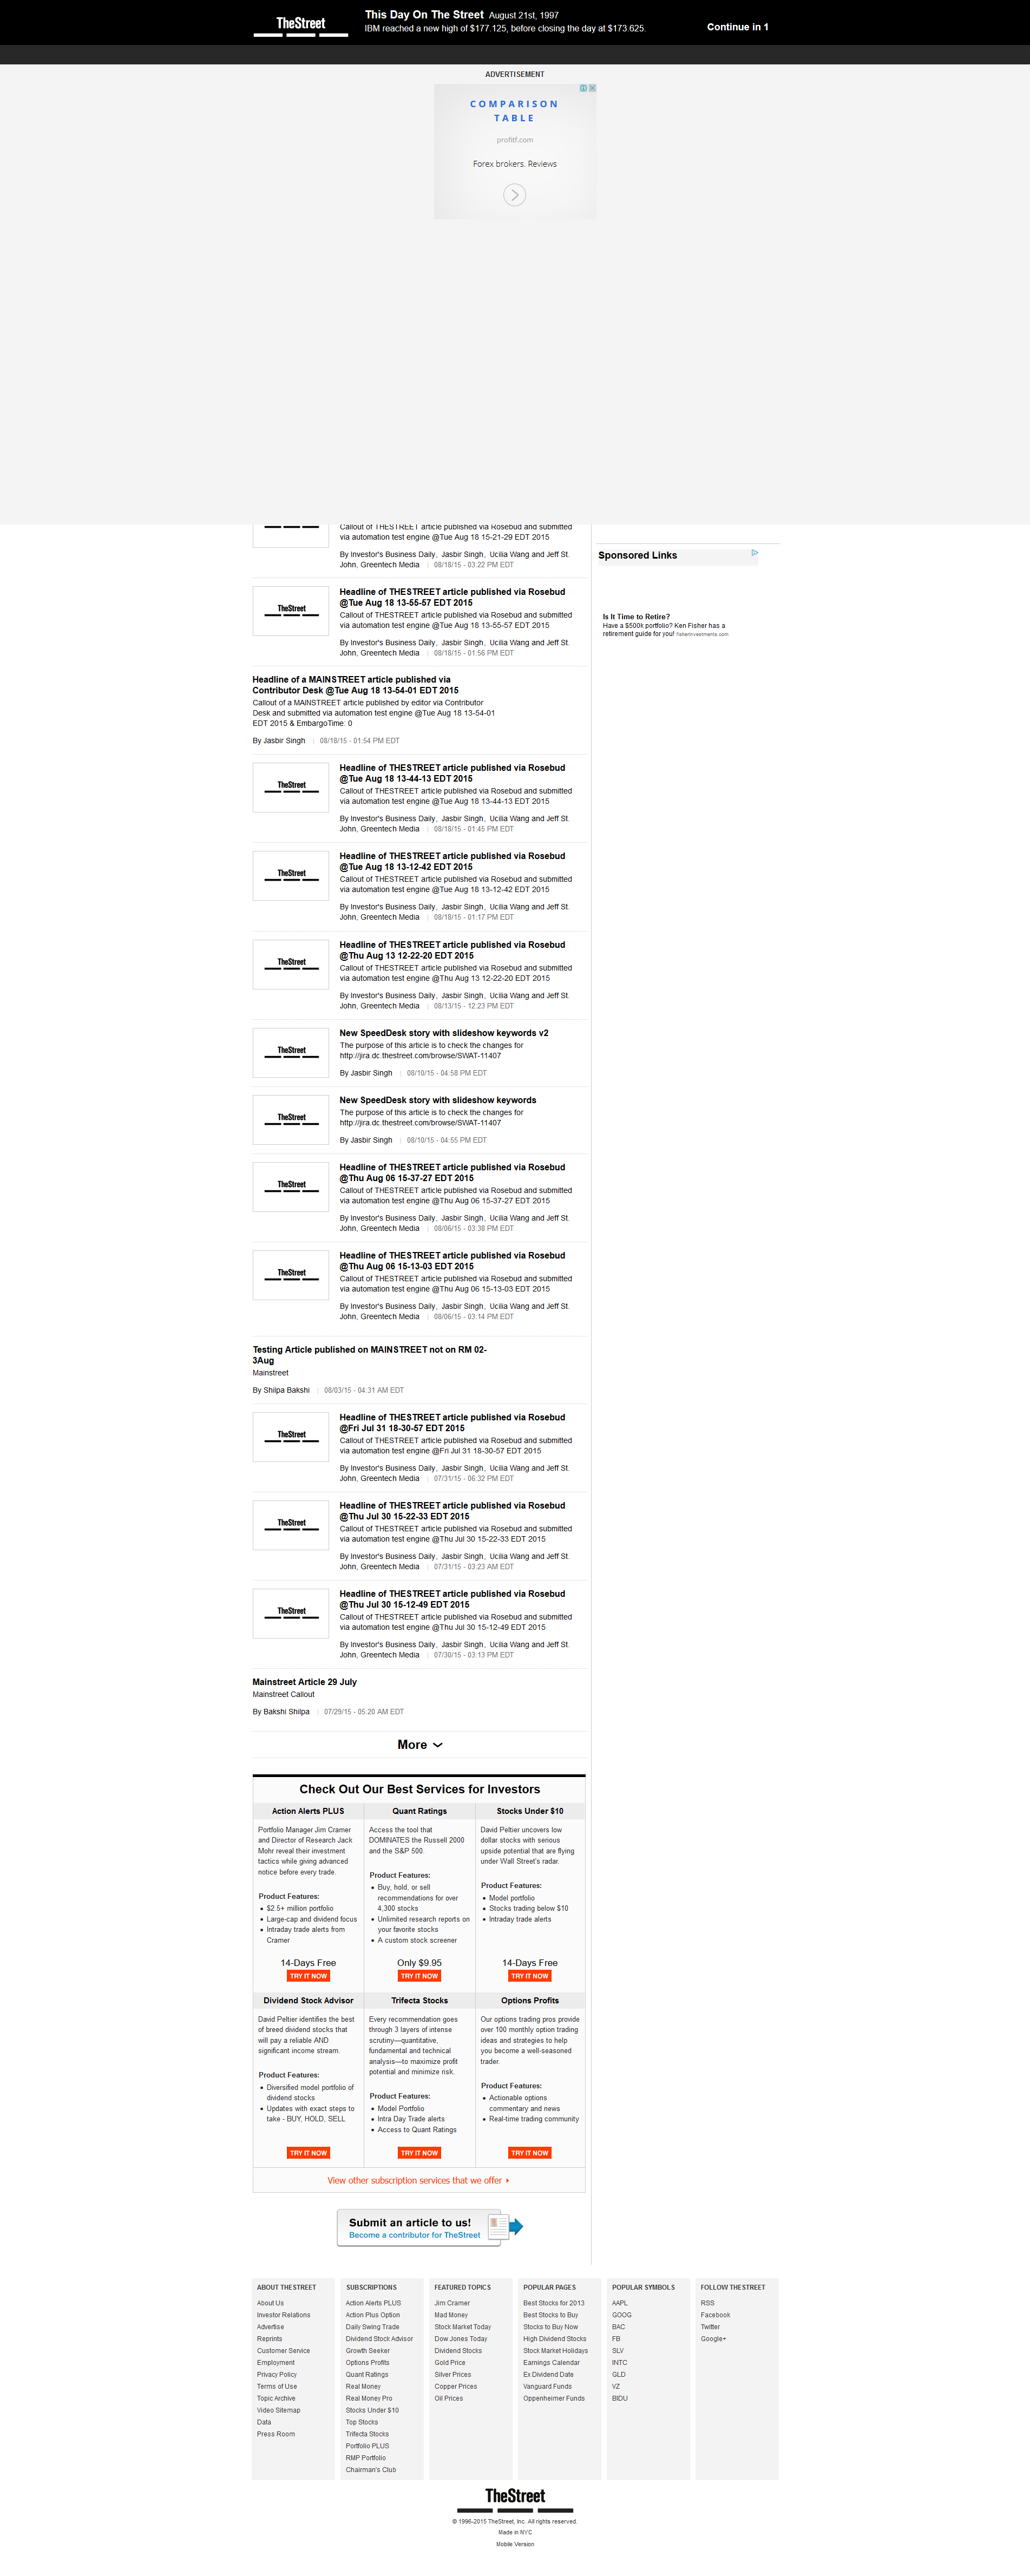 TheStreet
This Day On The Street August 21st, 1997
IBM reached a new high of $177.125, before closing the day at $173.625.
Continue in 1
ADVERTISEMENT
COMPARISON
TABLE
profitf.com
Forex brokers. Reviews
Callout of THESTREET article published via Rosebud and submitted
via automation test engine @Tue Aug 18 15-21-29 EDT 2015
By Investor's Business Daily, Jasbir Singh, Ucilia Wang and Jeff St.
John, Greentech Media | 08/18/15 - 03:22 PM EDT
TheStreet
Headline of THESTREET article published via Rosebud
@Tue Aug 18 13-55-57 EDT 2015
Callout of THESTREET article published via Rosebud and submitted
via automation test engine @Tue Aug 18 13-55-57 EDT 2015
By Investor's Business Daily, Jasbir Singh, Ucilia Wang and Jeff St.
John, Greentech Media | 08/18/15 - 01:56 PM EDT
Headline of a MAINSTREET article published via
Contributor Desk @Tue Aug 18 13-54-01 EDT 2015
Callout of a MAINSTREET article published by editor via Contributor
Desk and submitted via automation test engine @Tue Aug 18 13-54-01
EDT 2015 & EmbargoTime: 0
By Jasbir Singh | 08/18/15 - 01:54 PM EDT
TheStreet
Headline of THESTREET article published via Rosebud
@Tue Aug 18 13-44-13 EDT 2015
Callout of THESTREET article published via Rosebud and submitted
via automation test engine @Tue Aug 18 13-44-13 EDT 2015
By Investor's Business Daily, Jasbir Singh, Ucilia Wang and Jeff St.
John, Greentech Media | 08/18/15 - 01:45 PM EDT
TheStreet
Headline of THESTREET article published via Rosebud
@Tue Aug 18 13-12-42 EDT 2015
Callout of THESTREET article published via Rosebud and submitted
via automation test engine @Tue Aug 18 13-12-42 EDT 2015
By Investor's Business Daily, Jasbir Singh, Ucilia Wang and Jeff St.
John, Greentech Media | 08/18/15 - 01:17 PM EDT
TheStreet
Headline of THESTREET article published via Rosebud
@Thu Aug 13 12-22-20 EDT 2015
Callout of THESTREET article published via Rosebud and submitted
via automation test engine @Thu Aug 13 12-22-20 EDT 2015
By Investor's Business Daily, Jasbir Singh, Ucilia Wang and Jeff St.
John, Greentech Media | 08/13/15 - 12:23 PM EDT
TheStreet
New SpeedDesk story with slideshow keywords v2
The purpose of this article is to check the changes for
http://jira.dc.thestreet.com/browse/SWAT-11407
By Jasbir Singh | 08/10/15 - 04:58 PM EDT
TheStreet
New SpeedDesk story with slideshow keywords
The purpose of this article is to check the changes for
http://jira.dc.thestreet.com/browse/SWAT-11407
By Jasbir Singh | 08/10/15 - 04:55 PM EDT
TheStreet
Headline of THESTREET article published via Rosebud
@Thu Aug 06 15-37-27 EDT 2015
Callout of THESTREET article published via Rosebud and submitted
via automation test engine @Thu Aug 06 15-37-27 EDT 2015
By Investor's Business Daily, Jasbir Singh, Ucilia Wang and Jeff St.
John, Greentech Media | 08/06/15 - 03:38 PM EDT
TheStreet
Headline of THESTREET article published via Rosebud
@Thu Aug 06 15-13-03 EDT 2015
Callout of THESTREET article published via Rosebud and submitted
via automation test engine @Thu Aug 06 15-13-03 EDT 2015
By Investor's Business Daily, Jasbir Singh, Ucilia Wang and Jeff St.
John, Greentech Media | 08/06/15 - 03:14 PM EDT
Testing Article published on MAINSTREET not on RM 02-
3Aug
Mainstreet
By Shilpa Bakshi | 08/03/15 - 04:31 AM EDT
TheStreet
Headline of THESTREET article published via Rosebud
@Fri Jul 31 18-30-57 EDT 2015
Callout of THESTREET article published via Rosebud and submitted
via automation test engine @Fri Jul 31 18-30-57 EDT 2015
By Investor's Business Daily, Jasbir Singh, Ucilia Wang and Jeff St.
John, Greentech Media | 07/31/15 - 06:32 PM EDT
TheStreet
Headline of THESTREET article published via Rosebud
@Thu Jul 30 15-22-33 EDT 2015
Callout of THESTREET article published via Rosebud and submitted
via automation test engine @Thu Jul 30 15-22-33 EDT 2015
By Investor's Business Daily, Jasbir Singh, Ucilia Wang and Jeff St.
John, Greentech Media | 07/31/15 - 03:23 AM EDT
TheStreet
Headline of THESTREET article published via Rosebud
@Thu Jul 30 15-12-49 EDT 2015
Callout of THESTREET article published via Rosebud and submitted
via automation test engine @Thu Jul 30 15-12-49 EDT 2015
By Investor's Business Daily, Jasbir Singh, Ucilia Wang and Jeff St.
John, Greentech Media | 07/30/15 - 03:13 PM EDT
Mainstreet Article 29 July
Mainstreet Callout
By Bakshi Shilpa | 07/29/15 - 05:20 AM EDT
More
Sponsored Links
Is It Time to Retire?
Have a $500k portfolio? Ken Fisher has a
retirement guide for you! fisherinvestments.com
Check Out Our Best Services for Investors
Action Alerts PLUS
Portfolio Manager Jim Cramer
and Director of Research Jack
Mohr reveal their investment
tactics while giving advanced
notice before every trade.
Product Features:
• $2.5+ million portfolio
• Large-cap and dividend focus
• Intraday trade alerts from
Cramer
14-Days Free
TRY IT NOW
Quant Ratings
Access the tool that
DOMINATES the Russell 2000
and the S&P 500.
Product Features:
• Buy, hold, or sell
recommendations for over
4,300 stocks
• Unlimited research reports on
your favorite stocks
• A custom stock screener
Only $9.95
TRY IT NOW
Stocks Under $10
David Peltier uncovers low
dollar stocks with serious
upside potential that are flying
under Wall Street's radar.
Product Features:
• Model portfolio
• Stocks trading below $10
• Intraday trade alerts
14-Days Free
TRY IT NOW
Dividend Stock Advisor
David Peltier identifies the best
of breed dividend stocks that
will pay a reliable AND
significant income stream.
Product Features:
• Diversified model portfolio of
dividend stocks
• Updates with exact steps to
take - BUY, HOLD, SELL
TRY IT NOW
Trifecta Stocks
Every recommendation goes
through 3 layers of intense
scrutiny—quantitative,
fundamental and technical
analysis—to maximize profit
potential and minimize risk.
Product Features:
• Model Portfolio
• Intra Day Trade alerts
• Access to Quant Ratings
TRY IT NOW
Options Profits
Our options trading pros provide
over 100 monthly option trading
ideas and strategies to help
you become a well-seasoned
trader.
Product Features:
• Actionable options
commentary and news
• Real-time trading community
TRY IT NOW
View other subscription services that we offer
Submit an article to us!
Become a contributor for TheStreet
ABOUT THESTREET
About Us
Investor Relations
Advertise
Reprints
Customer Service
Employment
Privacy Policy
Terms of Use
Topic Archive
Video Sitemap
Data
Press Room
SUBSCRIPTIONS
Action Alerts PLUS
Action Plus Option
Daily Swing Trade
Dividend Stock Advisor
Growth Seeker
Options Profits
Quant Ratings
Real Money
Real Money Pro
Stocks Under $10
Top Stocks
Trifecta Stocks
Portfolio PLUS
RMP Portfolio
Chairman's Club
FEATURED TOPICS
Jim Cramer
Mad Money
Stock Market Today
Dow Jones Today
Dividend Stocks
Gold Price
Silver Prices
Copper Prices
Oil Prices
POPULAR PAGES
Best Stocks for 2013
Best Stocks to Buy
Stocks to Buy Now
High Dividend Stocks
Stock Market Holidays
Earnings Calendar
Ex Dividend Date
Vanguard Funds
Oppenheimer Funds
POPULAR SYMBOLS
AAPL
GOOG
BAC
FB
SLV
INTC
GLD
VZ
BIDU
FOLLOW THESTREET
RSS
Facebook
Twitter
Google+
TheStreet
© 1996-2015 TheStreet, Inc. All rights reserved.
Made in NYC
Mobile Version